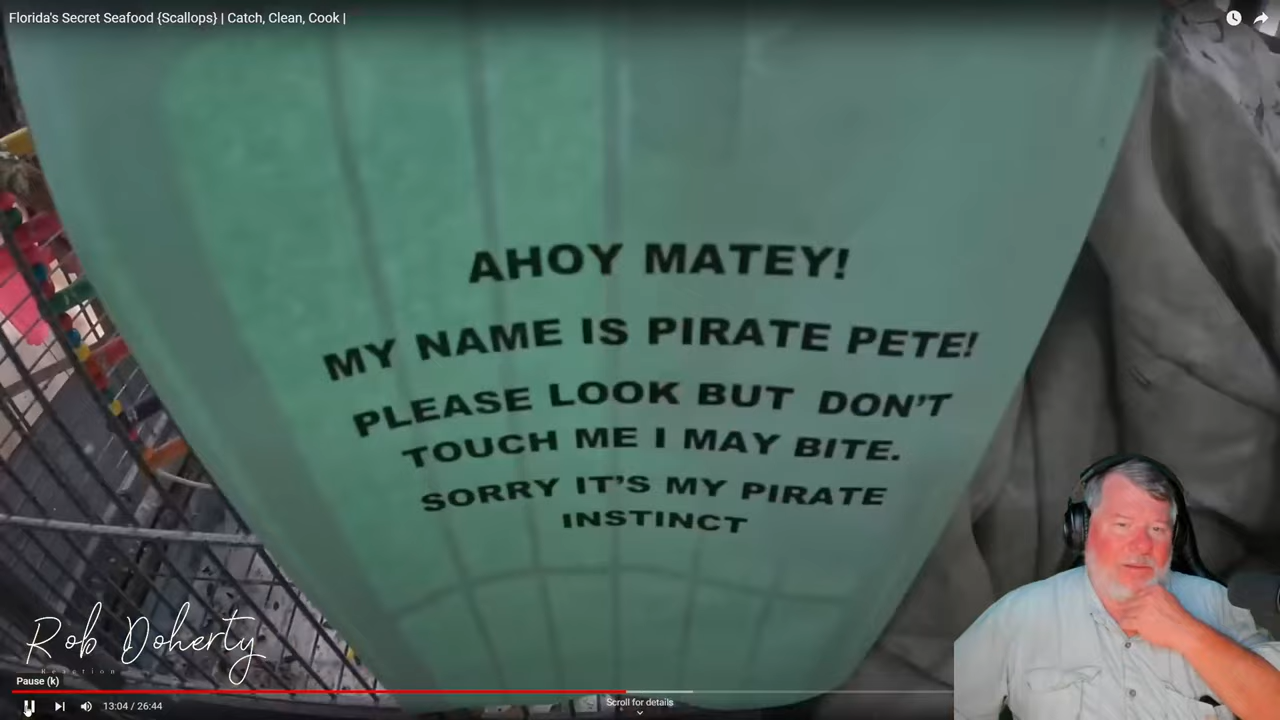 Florida's Secret Seafood {Scallops} | Catch, Clean, Cook |
AHOY MATEY!
MY NAME IS PIRATE PETE!
PLEASE LOOK BUT DON'T
TOUCH ME I MAY BITE.
SORRY IT'S MY PIRATE
INSTINCT
Rob Doherty
Reaction
Pause (k)
13:04 / 26:44
Scroll for details